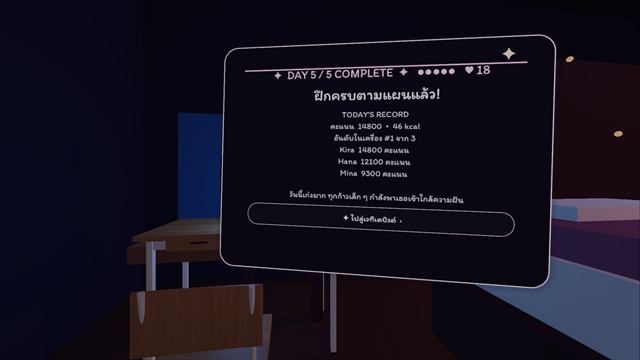 ✦ DAY 5 / 5 COMPLETE ✦ ●●●●● ♥ 18
ฝึกครบตามแผนแล้ว!
TODAY'S RECORD
คะแนน 14800 • 46 kcal
อันดับในเครื่อง #1 จาก 3
Kira 14800 คะแนน
Hana 12100 คะแนน
Mina 9300 คะแนน
วันนี้เก่งมาก ทุกก้าวเล็ก ๆ กำลังพาเธอเข้าใกล้ความฝัน
✦ ไปสู่เวทีเดบิวต์ ›